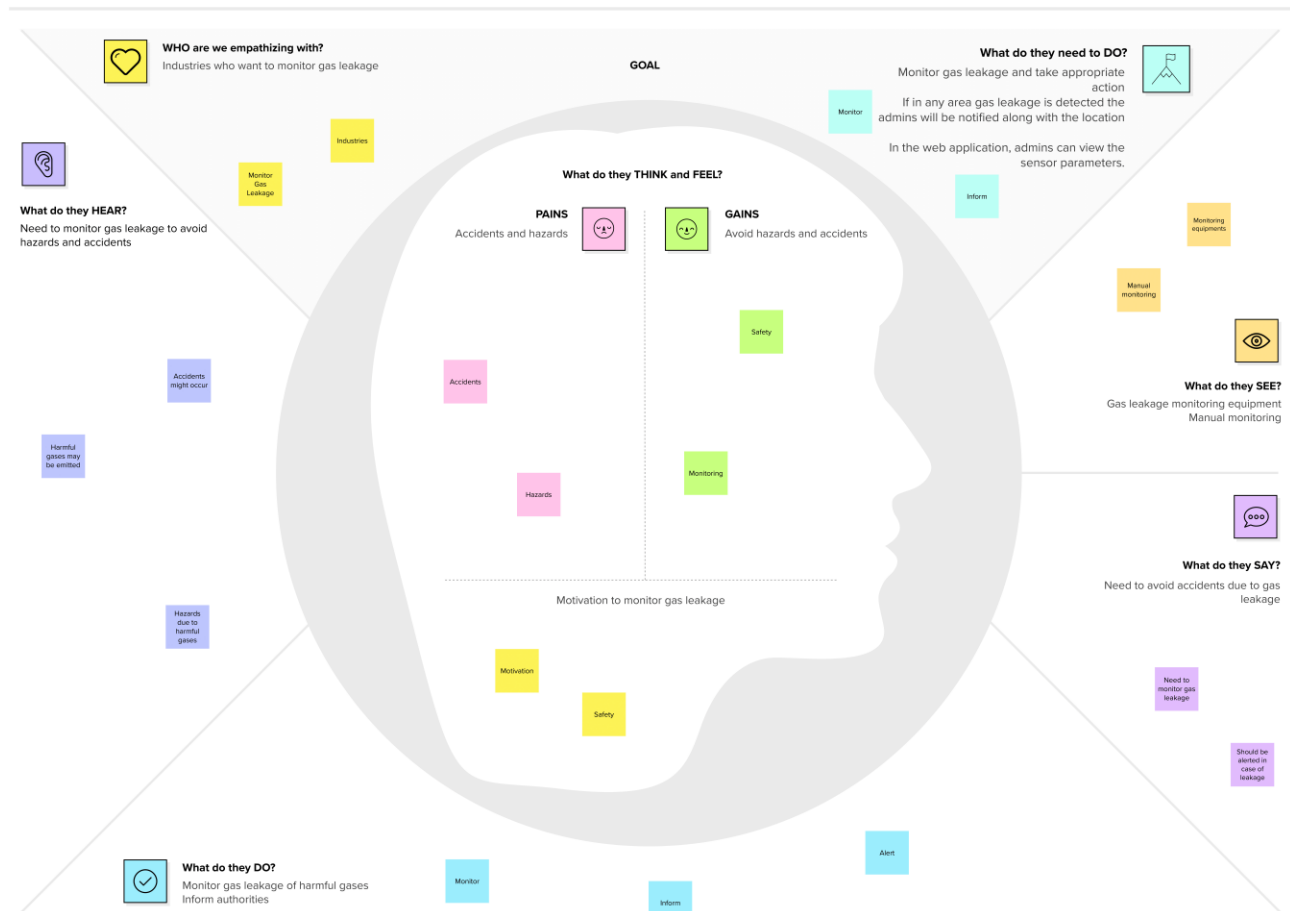 WHO are we empathizing with?
Industries who want to monitor gas leakage
Industries
Monitor
Gas
Leakage
GOAL
What do they need to DO?
Monitor gas leakage and take appropriate
action
If in any area gas leakage is detected the
admins will be notified along with the location
In the web application, admins can view the
sensor parameters.
Monitor
Inform
What do they HEAR?
Need to monitor gas leakage to avoid
hazards and accidents
Accidents
might occur
Harmful
gases may
be emitted
Hazards
due to
harmful
gases
What do they THINK and FEEL?
PAINS
Accidents and hazards
Accidents
Hazards
GAINS
Avoid hazards and accidents
Safety
Monitoring
Motivation to monitor gas leakage
Motivation
Safety
Monitoring
equipments
Manual
monitoring
What do they SEE?
Gas leakage monitoring equipment
Manual monitoring
What do they SAY?
Need to avoid accidents due to gas
leakage
Need to
monitor gas
leakage
Should be
alerted in
case of
leakage
What do they DO?
Monitor gas leakage of harmful gases
Inform authorities
Monitor
Inform
Alert